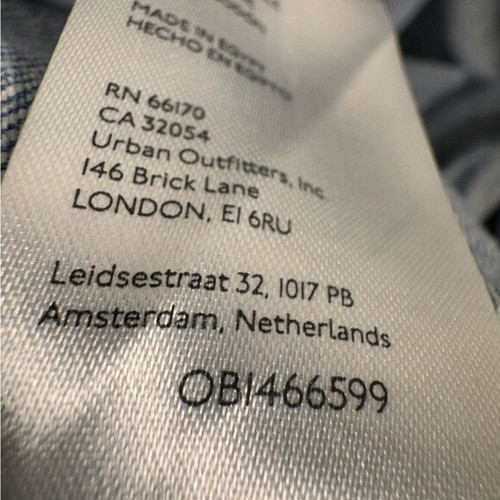 MADE IN EGYPT
HECHO EN EGIPTO
RN 66170
CA 32054
Urban Outfitters, Inc.
146 Brick Lane
LONDON, E1 6RU
Leidsestraat 32, 1017 PB
Amsterdam, Netherlands
OB1466599